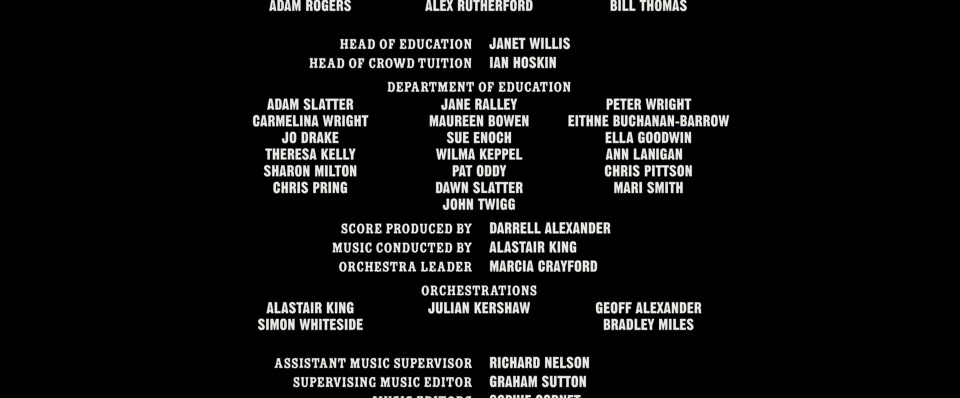 ADAM ROGERS ALEX RUTHERFORD BILL THOMAS
HEAD OF EDUCATION JANET WILLIS
HEAD OF CROWD TUITION IAN HOSKIN
DEPARTMENT OF EDUCATION
ADAM SLATTER JANE RALLEY PETER WRIGHT
CARMELINA WRIGHT MAUREEN BOWEN EITHNE BUCHANAN-BARROW
JO DRAKE SUE ENOCH ELLA GOODWIN
THERESA KELLY WILMA KEPPEL ANN LANIGAN
SHARON MILTON PAT ODDY CHRIS PITTSON
CHRIS PRING DAWN SLATTER MARI SMITH
JOHN TWIGG
SCORE PRODUCED BY DARRELL ALEXANDER
MUSIC CONDUCTED BY ALASTAIR KING
ORCHESTRA LEADER MARCIA CRAYFORD
ORCHESTRATIONS
ALASTAIR KING JULIAN KERSHAW GEOFF ALEXANDER
SIMON WHITESIDE BRADLEY MILES
ASSISTANT MUSIC SUPERVISOR RICHARD NELSON
SUPERVISING MUSIC EDITOR GRAHAM SUTTON
MUSIC EDITORS